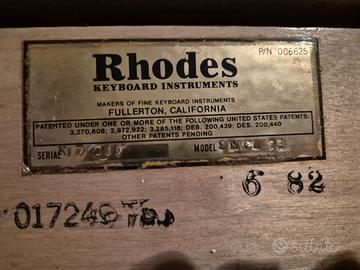 P/N 006625
Rhodes
KEYBOARD INSTRUMENTS
MAKERS OF FINE KEYBOARD INSTRUMENTS
FULLERTON, CALIFORNIA
PATENTED UNDER ONE OR MORE OF THE FOLLOWING UNITED STATES PATENTS:
3,270,608; 2,972,922; 3,285,116; DES. 200,439; DES. 200,440
OTHER PATENTS PENDING
SERIAL MODEL
6 82
subito